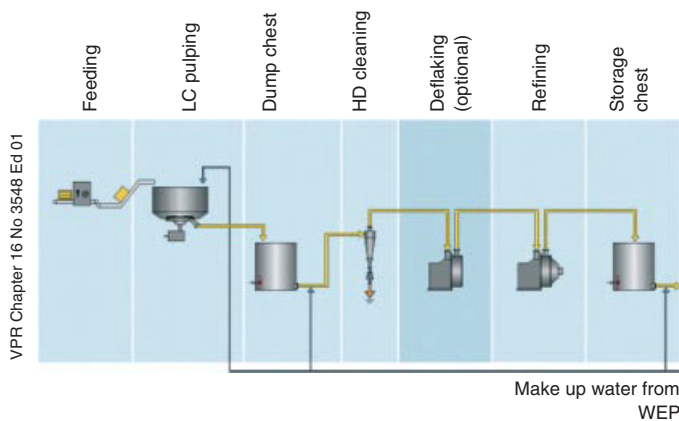 Feeding
LC pulping
Dump chest
HD cleaning
Deflaking
(optional)
Refining
Storage
chest
VPR Chapter 16 No 3548 Ed 01
Make up water from
WEP